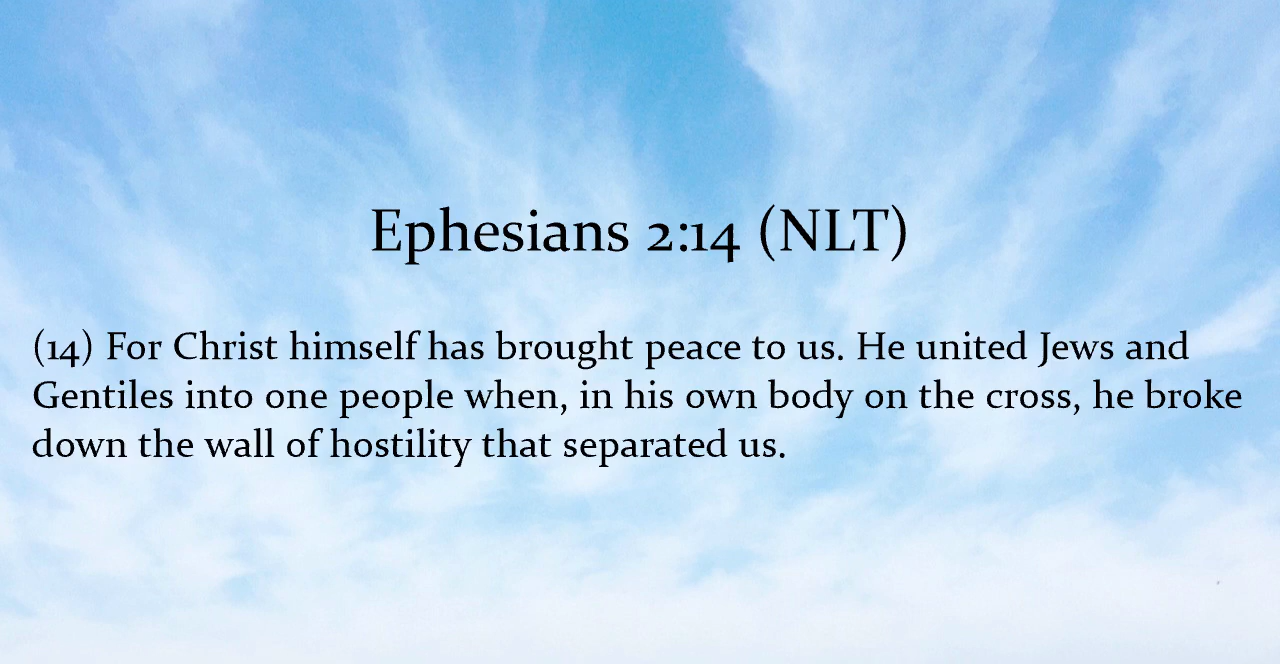 Ephesians 2:14 (NLT)
(14) For Christ himself has brought peace to us. He united Jews and
Gentiles into one people when, in his own body on the cross, he broke
down the wall of hostility that separated us.